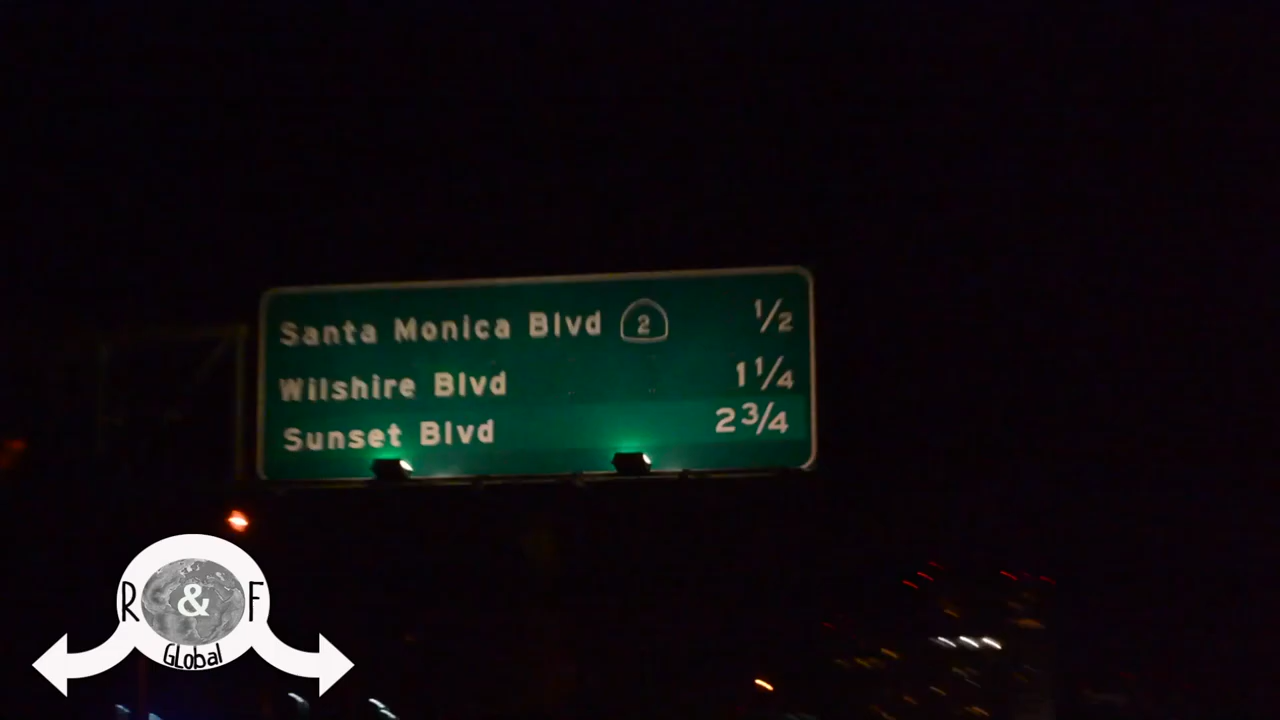 Santa Monica Blvd 2 1/2
Wilshire Blvd 1 1/4
Sunset Blvd 2 3/4
R & F
Global